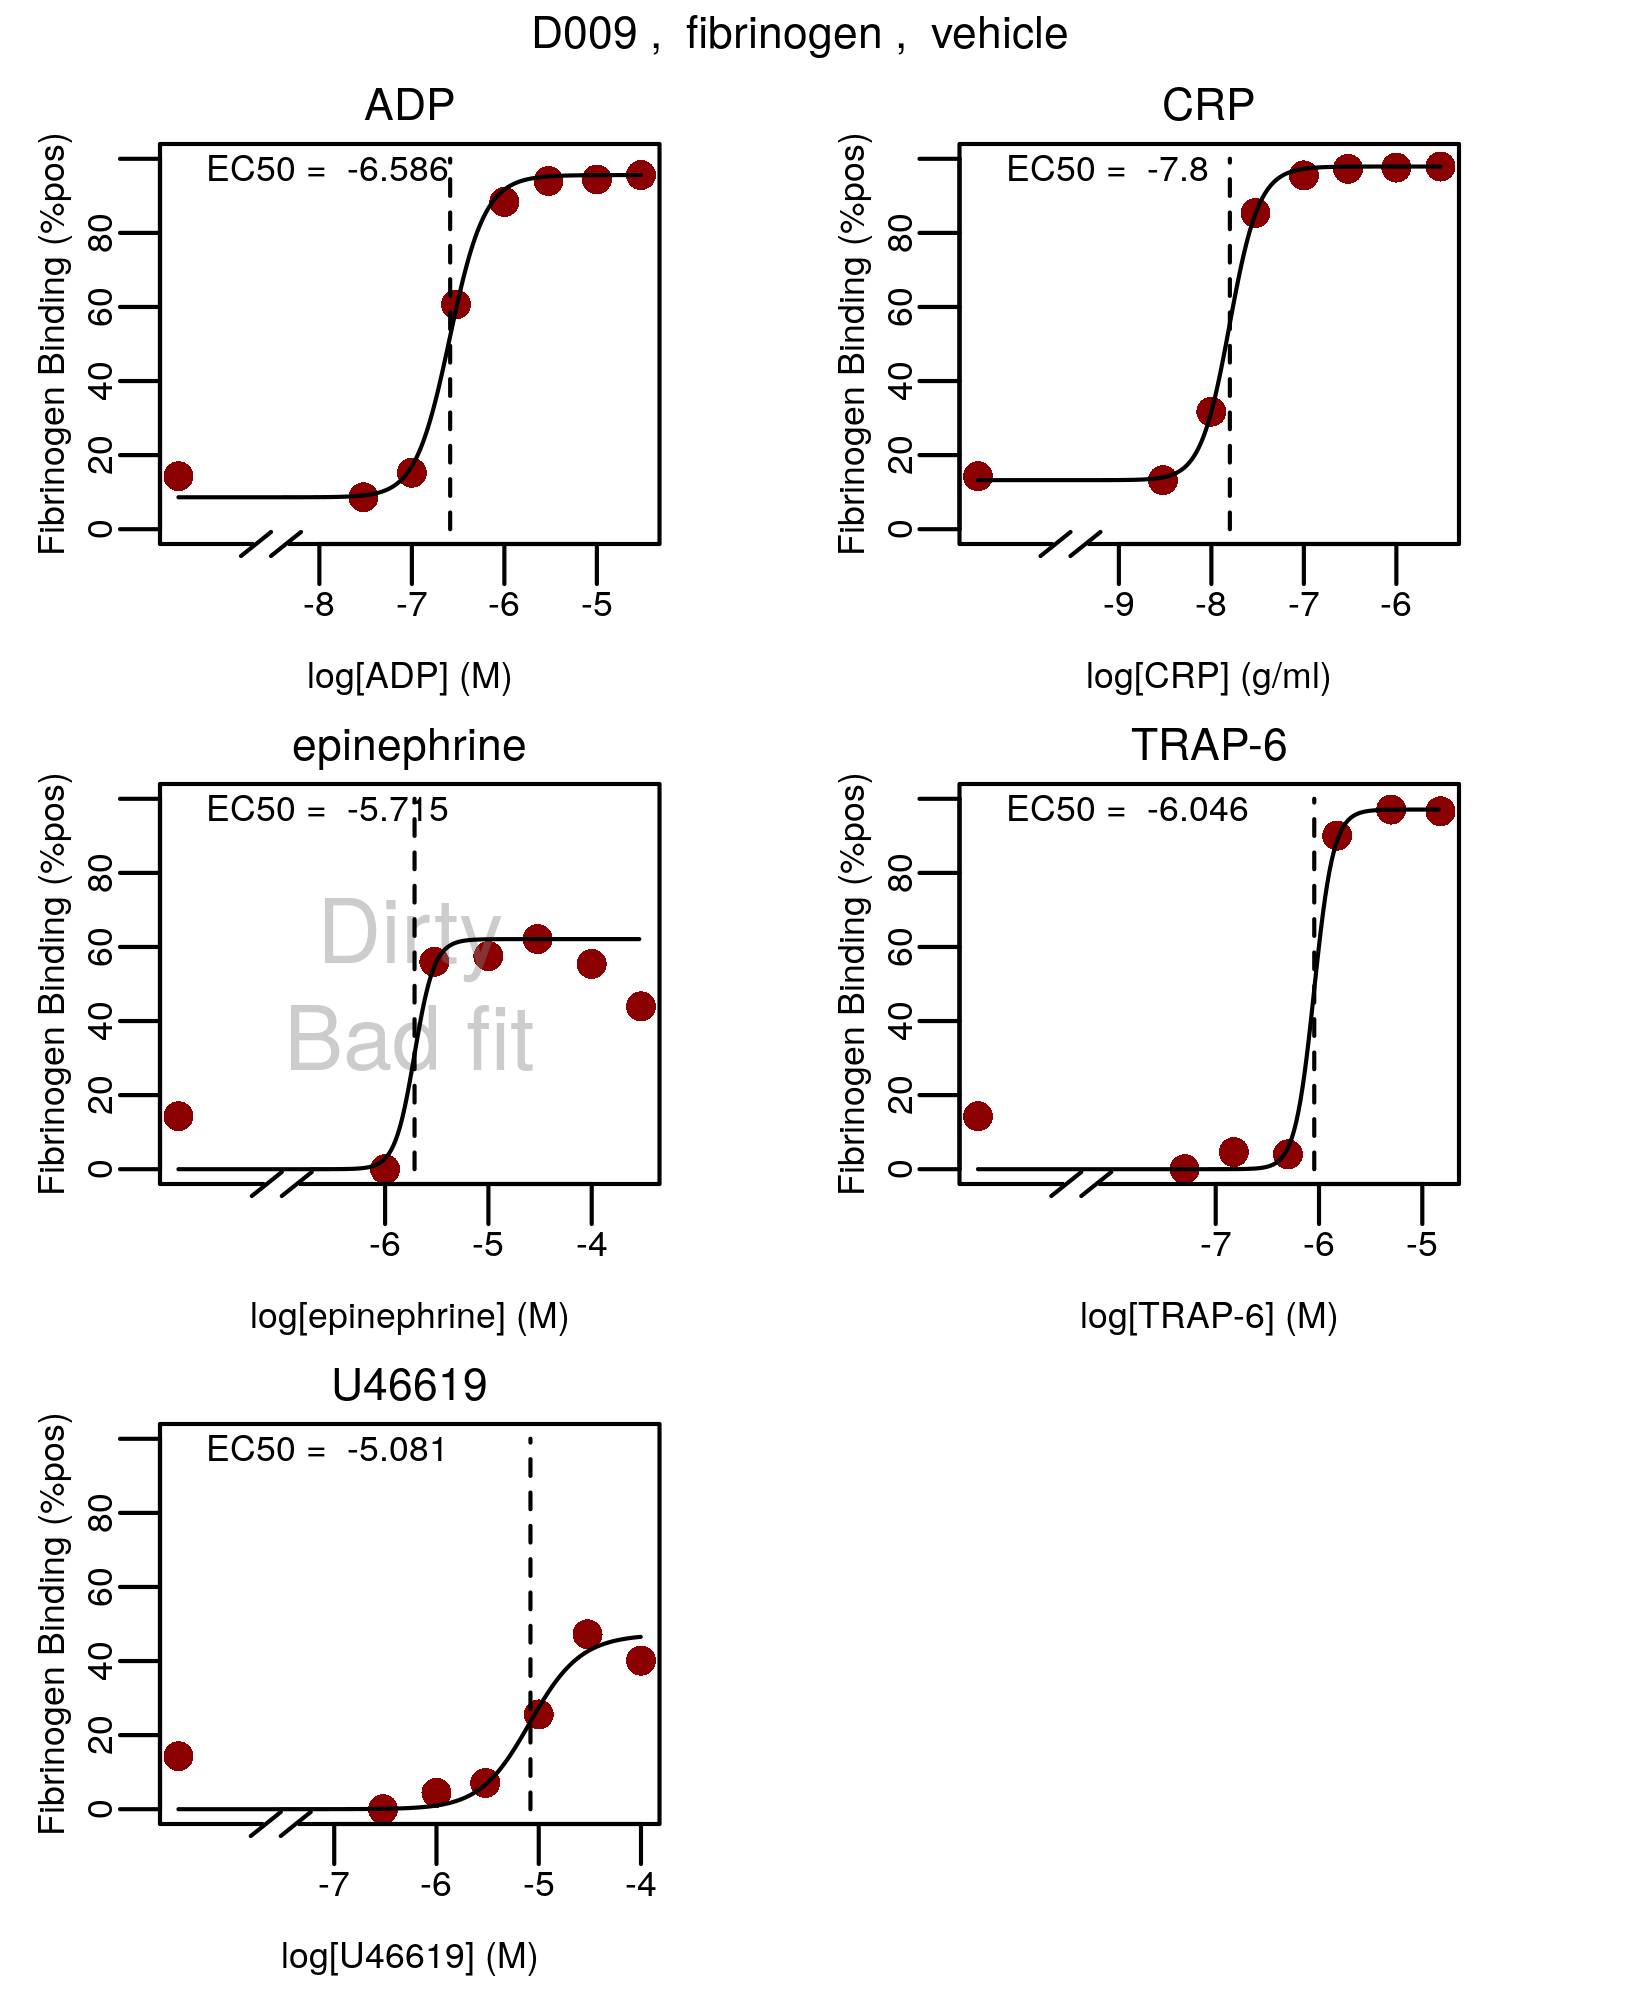 D009 , fibrinogen , vehicle
ADP
EC50 = -6.586
Fibrinogen Binding (%pos)
0 20 40 60 80
-8 -7 -6 -5
log[ADP] (M)
CRP
EC50 = -7.8
Fibrinogen Binding (%pos)
0 20 40 60 80
-9 -8 -7 -6
log[CRP] (g/ml)
epinephrine
EC50 = -5.715
Dirty
Bad fit
Fibrinogen Binding (%pos)
0 20 40 60 80
-6 -5 -4
log[epinephrine] (M)
TRAP-6
EC50 = -6.046
Fibrinogen Binding (%pos)
0 20 40 60 80
-7 -6 -5
log[TRAP-6] (M)
U46619
EC50 = -5.081
Fibrinogen Binding (%pos)
0 20 40 60 80
-7 -6 -5 -4
log[U46619] (M)